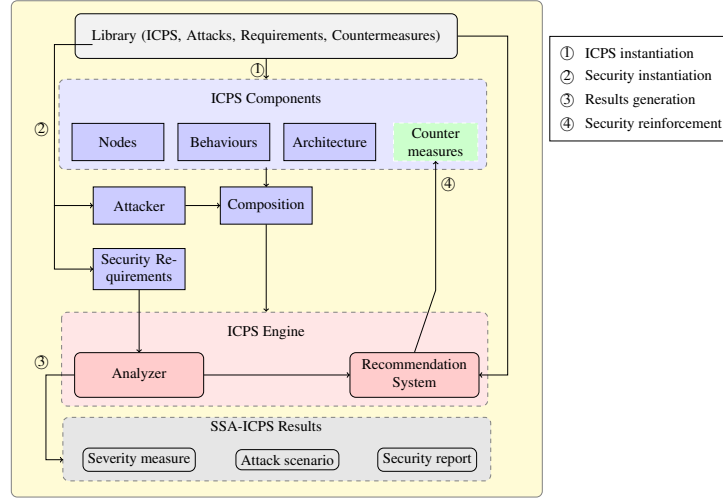 Library (ICPS, Attacks, Requirements, Countermeasures)
①
ICPS Components
②
Nodes
Behaviours
Architecture
Counter
measures
④
Attacker
Composition
Security Re-
quirements
ICPS Engine
③
Analyzer
Recommendation
System
SSA-ICPS Results
Severity measure
Attack scenario
Security report
① ICPS instantiation
② Security instantiation
③ Results generation
④ Security reinforcement